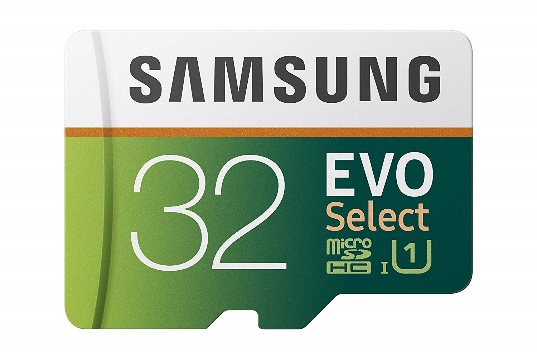 SAMSUNG
32
EVO
Select
micro
SD
HC I U1